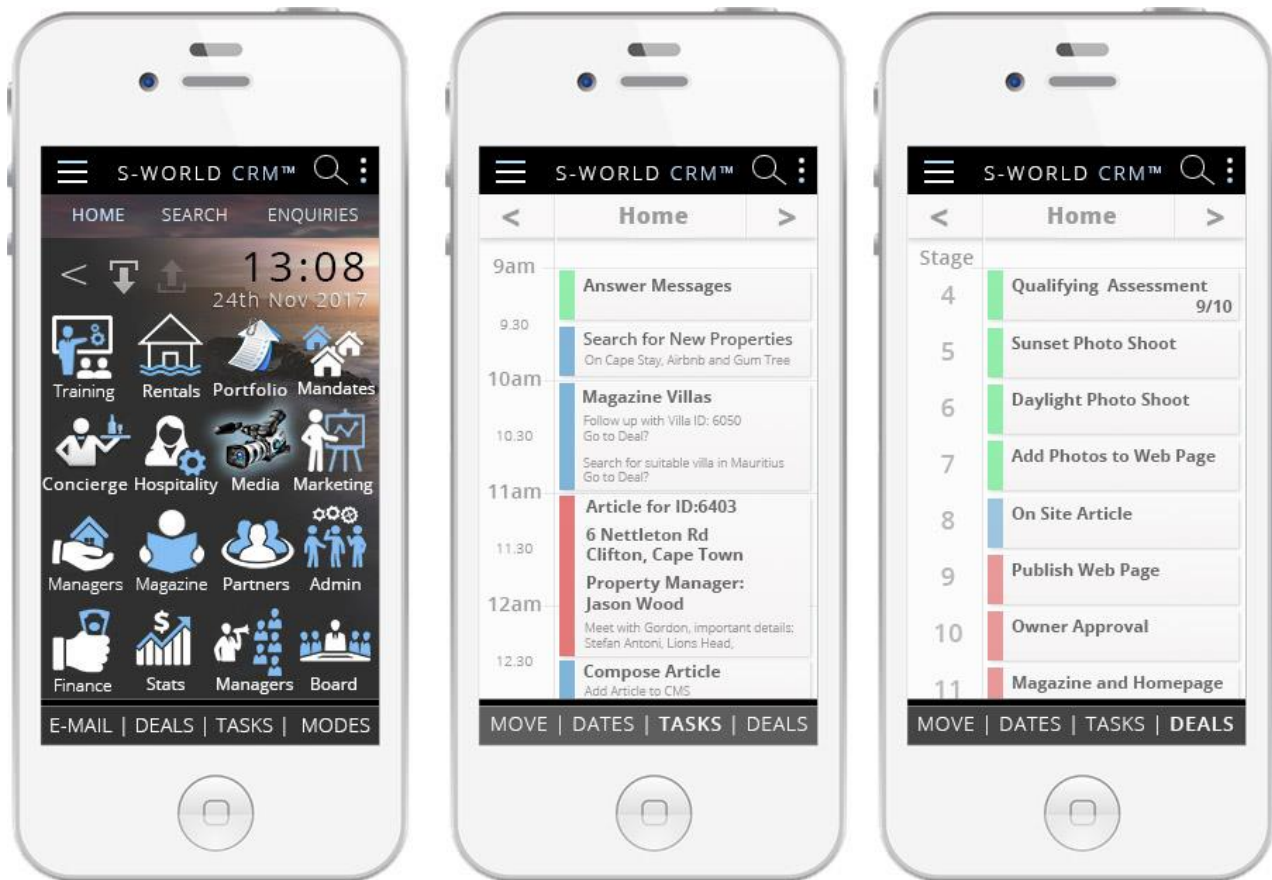 S-WORLD CRM™
HOME SEARCH ENQUIRIES
13:08
24th Nov 2017
Training Rentals Portfolio Mandates
Concierge Hospitality Media Marketing
Managers Magazine Partners Admin
Finance Stats Managers Board
E-MAIL | DEALS | TASKS | MODES
S-WORLD CRM™
< Home >
9am
Answer Messages
9.30
Search for New Properties
On Cape Stay, Airbnb and Gum Tree
10am
Magazine Villas
Follow up with Villa ID: 6050
10.30
Go to Deal?
Search for suitable villa in Mauritius
Go to Deal?
11am
Article for ID:6403
6 Nettleton Rd
11.30
Clifton, Cape Town
Property Manager:
12am
Jason Wood
Meet with Gordon, important details:
Stefan Antoni, Lions Head,
12.30
Compose Article
Add Article to CMS
MOVE | DATES | TASKS | DEALS
S-WORLD CRM™
< Home >
Stage
4
Qualifying Assessment
9/10
5
Sunset Photo Shoot
6
Daylight Photo Shoot
7
Add Photos to Web Page
8
On Site Article
9
Publish Web Page
10
Owner Approval
11
Magazine and Homepage
MOVE | DATES | TASKS | DEALS